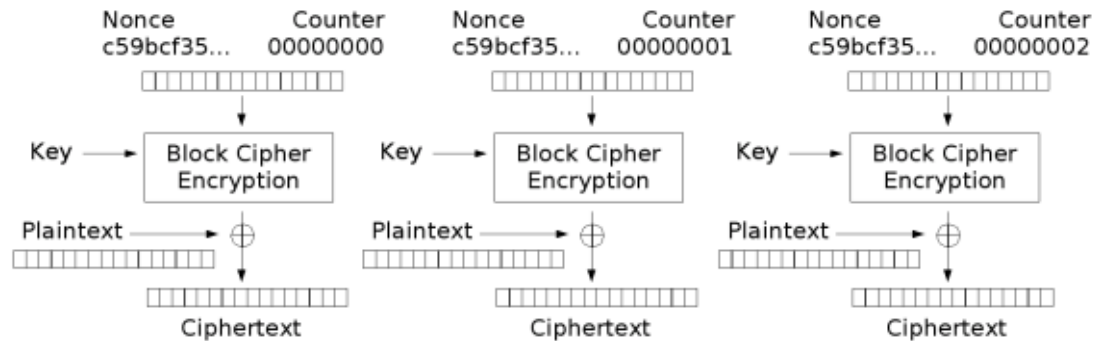 Nonce Counter
c59bcf35... 00000000
Key
Block Cipher
Encryption
Plaintext
Ciphertext
Nonce Counter
c59bcf35... 00000001
Key
Block Cipher
Encryption
Plaintext
Ciphertext
Nonce Counter
c59bcf35... 00000002
Key
Block Cipher
Encryption
Plaintext
Ciphertext